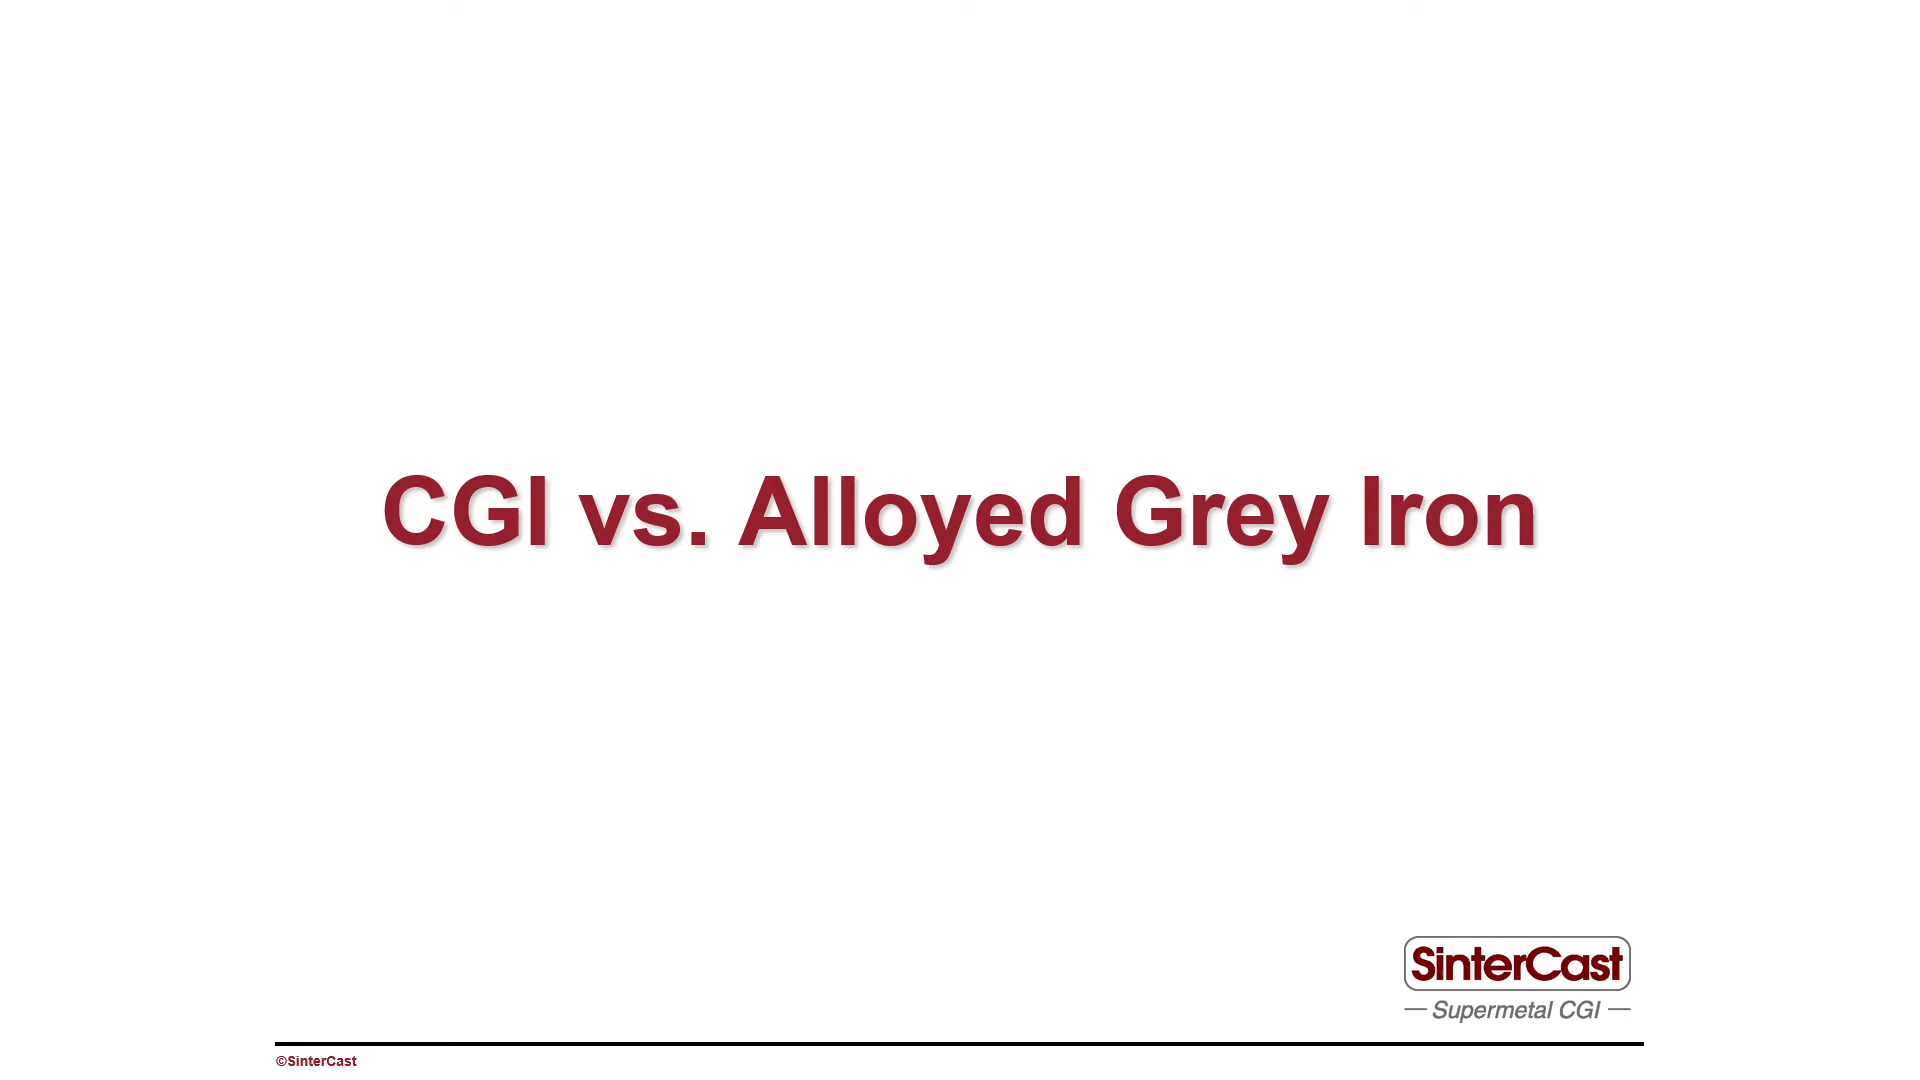 CGI vs. Alloyed Grey Iron
SinterCast
— Supermetal CGI —
©SinterCast